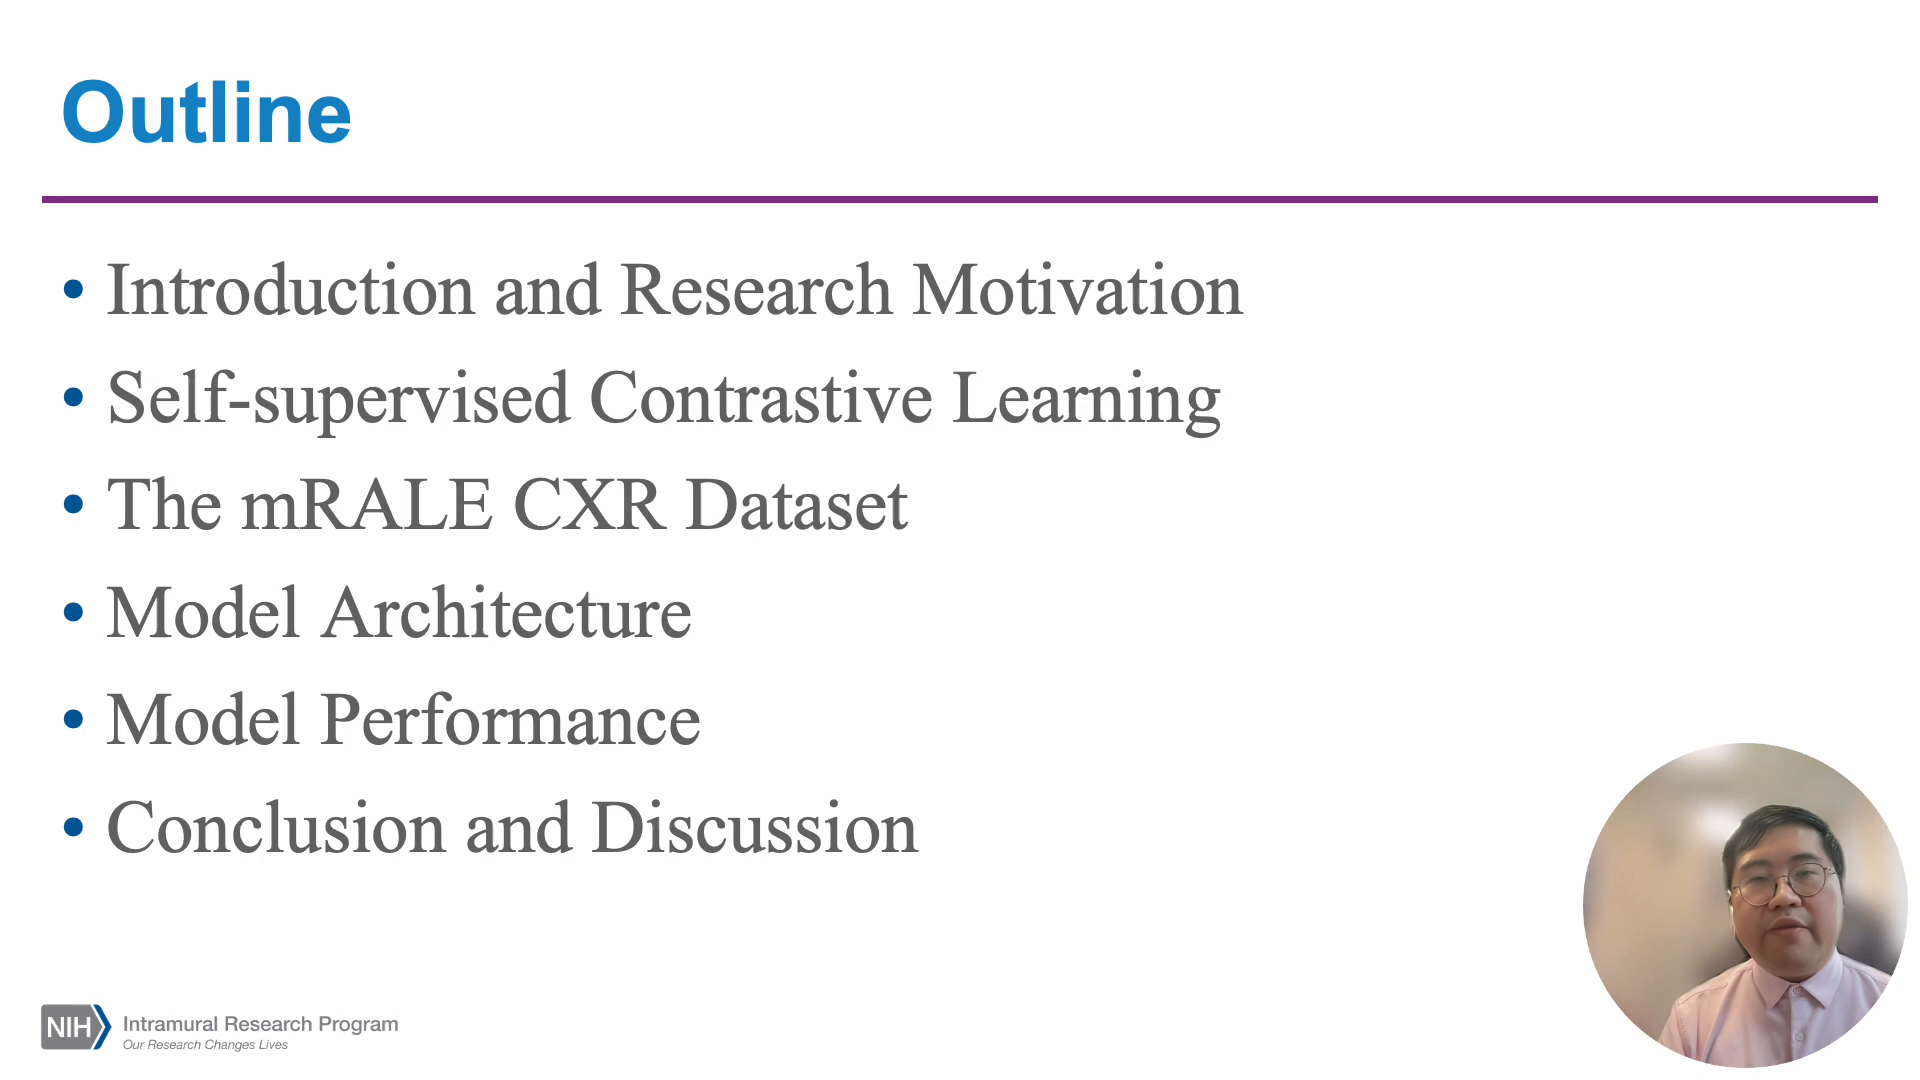 Outline
• Introduction and Research Motivation
• Self-supervised Contrastive Learning
• The mRALE CXR Dataset
• Model Architecture
• Model Performance
• Conclusion and Discussion
NIH Intramural Research Program
Our Research Changes Lives